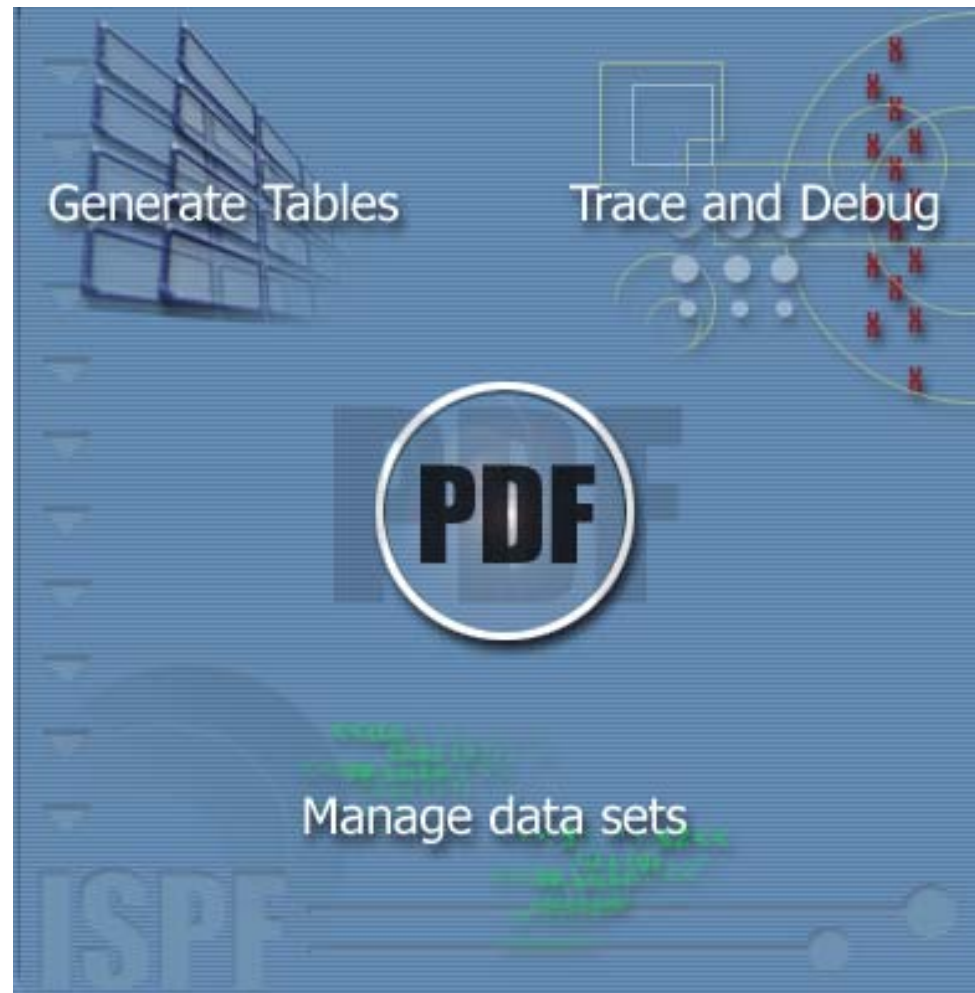 Generate Tables
Trace and Debug
PDF
Manage data sets
ISPF